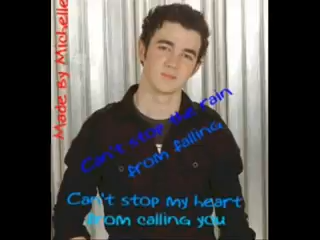 Made By Michelle
Can't stop the rain
from falling
Can't stop my heart
from calling you